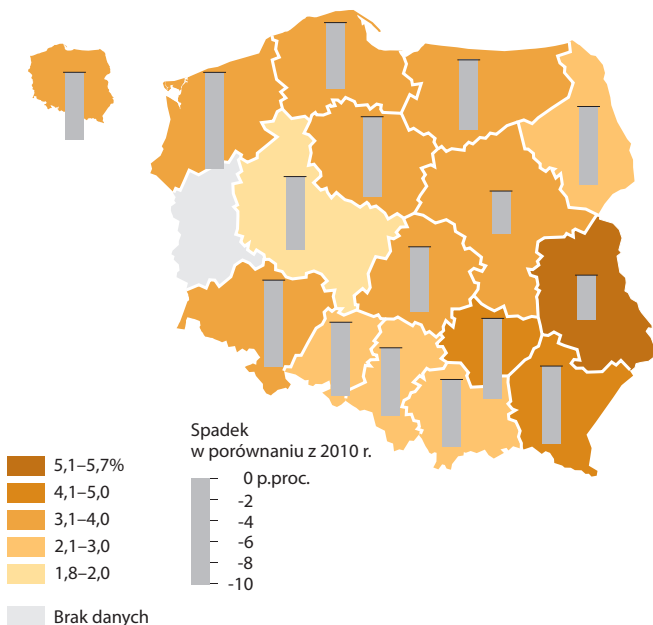 Spadek
w porównaniu z 2010 r.
0 p.proc.
-2
-4
-6
-8
-10
5,1–5,7%
4,1–5,0
3,1–4,0
2,1–3,0
1,8–2,0
Brak danych